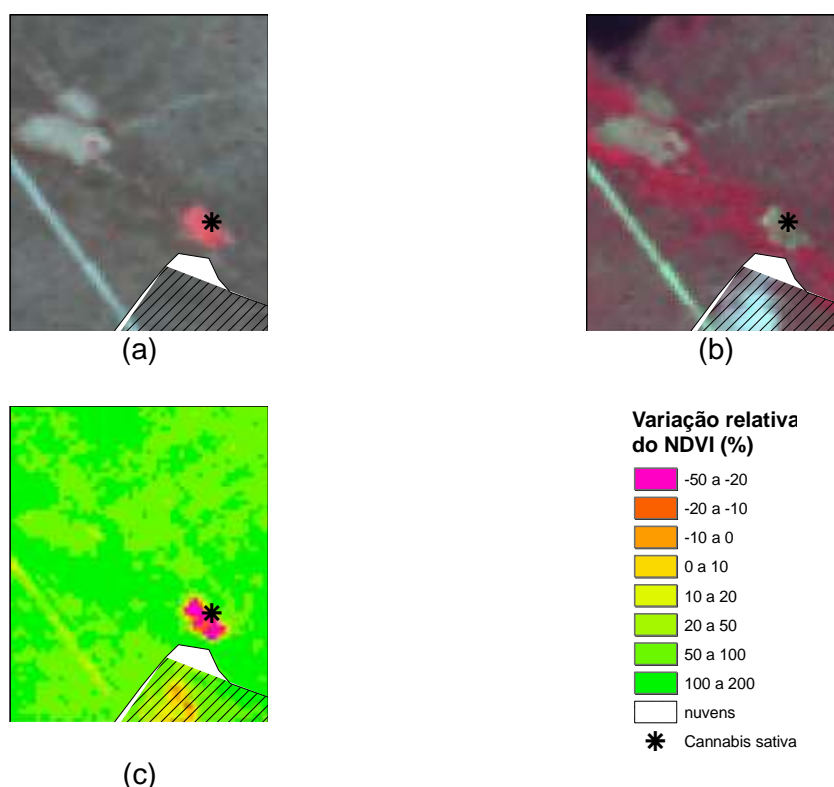 (a)
(b)
Variação relativa
do NDVI (%)
-50 a -20
-20 a -10
-10 a 0
0 a 10
10 a 20
20 a 50
50 a 100
100 a 200
nuvens
Cannabis sativa
(c)